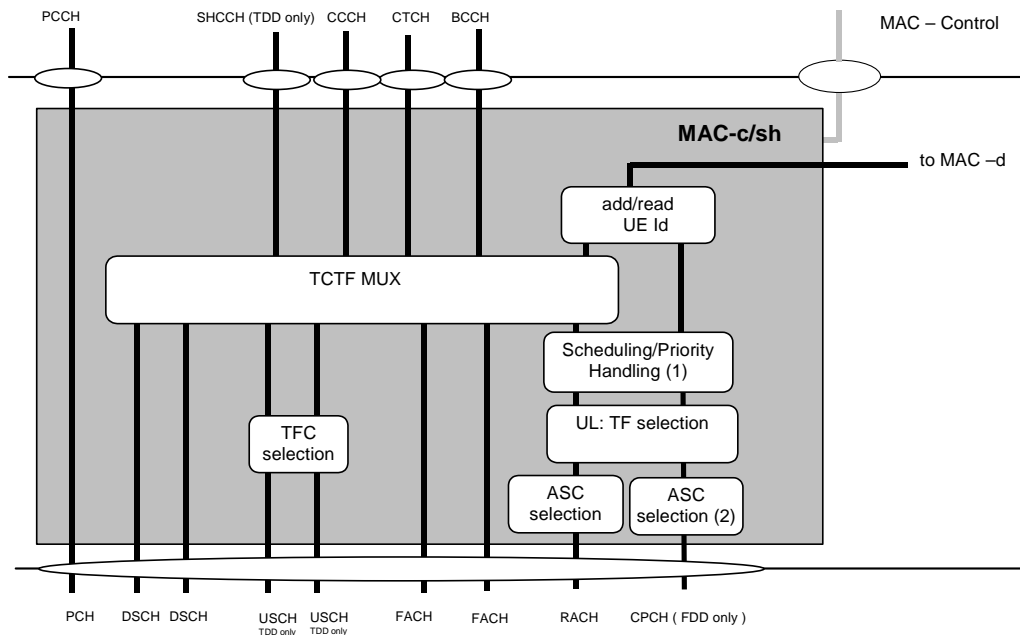 PCCH
SHCCH (TDD only)
CCCH
CTCH
BCCH
MAC – Control
MAC-c/sh
to MAC –d
add/read
UE Id
TCTF MUX
Scheduling/Priority
Handling (1)
UL: TF selection
TFC
selection
ASC
selection
ASC
selection (2)
PCH
DSCH
DSCH
USCH
TDD only
USCH
TDD only
FACH
FACH
RACH
CPCH ( FDD only )